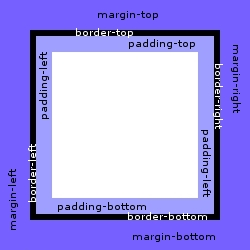 margin-top
border-top
padding-top
padding-left
border-right
margin-right
padding-left
border-left
margin-left
padding-bottom
border-bottom
margin-bottom